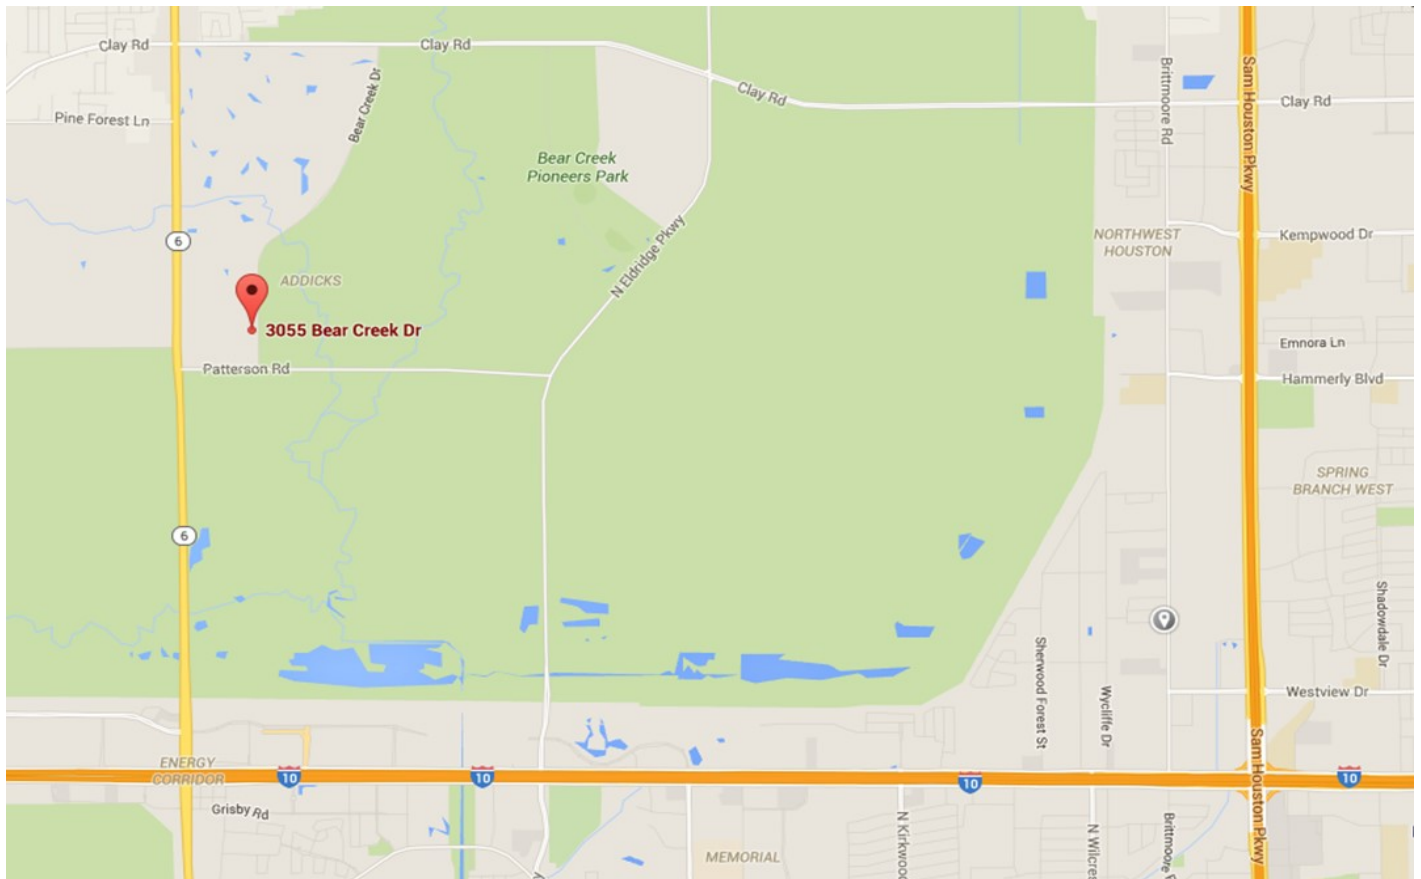 Clay Rd
Clay Rd
Clay Rd
Clay Rd
Pine Forest Ln
Bear Creek Dr
Brittmoore Rd
Sam Houston Pkwy
Bear Creek
Pioneers Park
N Eldridge Pkwy
6
NORTHWEST
HOUSTON
Kempwood Dr
ADDICKS
3055 Bear Creek Dr
Patterson Rd
Emnora Ln
Hammerly Blvd
SPRING
BRANCH WEST
6
Shadowdale Dr
Sherwood Forest St
Wycliffe Dr
Westview Dr
Sam Houston Pkwy
ENERGY
CORRIDOR
10
10
10
10
Grisby Rd
N Kirkwood
N Wilcres
Brittmoore
MEMORIAL